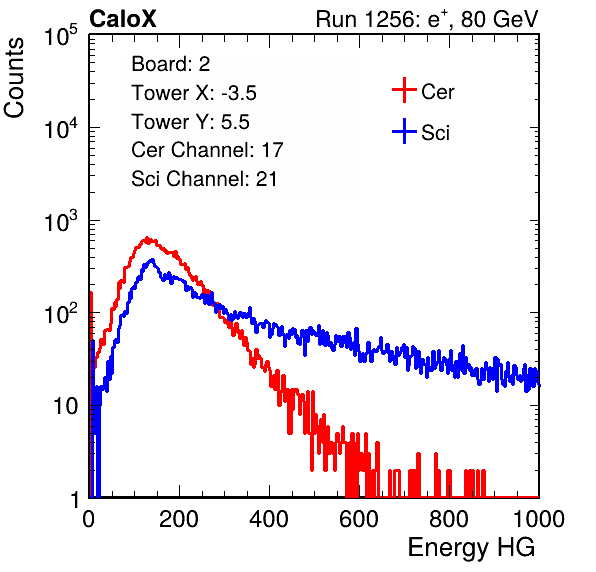 CaloX Run 1256: e⁺, 80 GeV
Counts
10⁵
10⁴
10³
10²
10
1
Board: 2
Tower X: -3.5
Tower Y: 5.5
Cer Channel: 17
Sci Channel: 21
Cer
Sci
0 200 400 600 800 1000
Energy HG